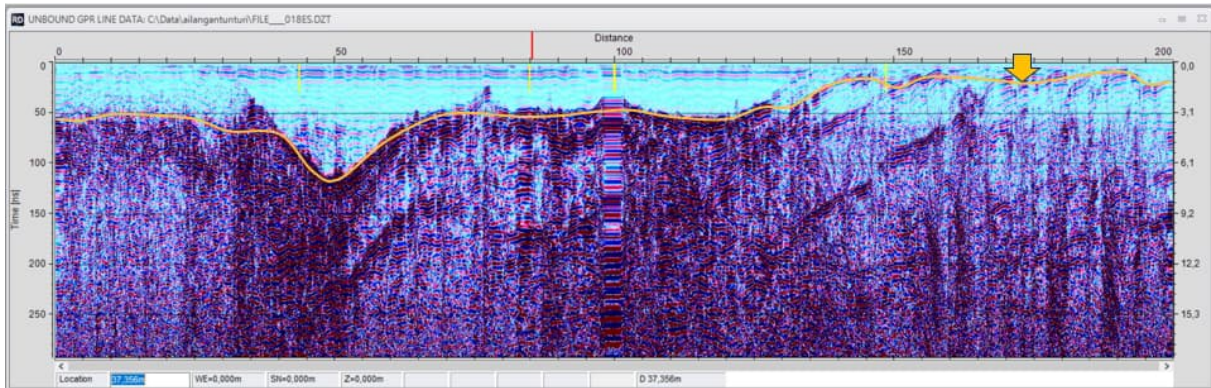 RD UNBOUND GPR LINE DATA: C:\Data\ailangantunturi\FILE___018ES.DZT
Distance
0 50 100 150 200
0 0,0
50 3,1
100 6,1
150 9,2
200 12,2
250 15,3
Time [ns]
Location 37,356m WE=0,000m SN=0,000m Z=0,000m D 37,356m